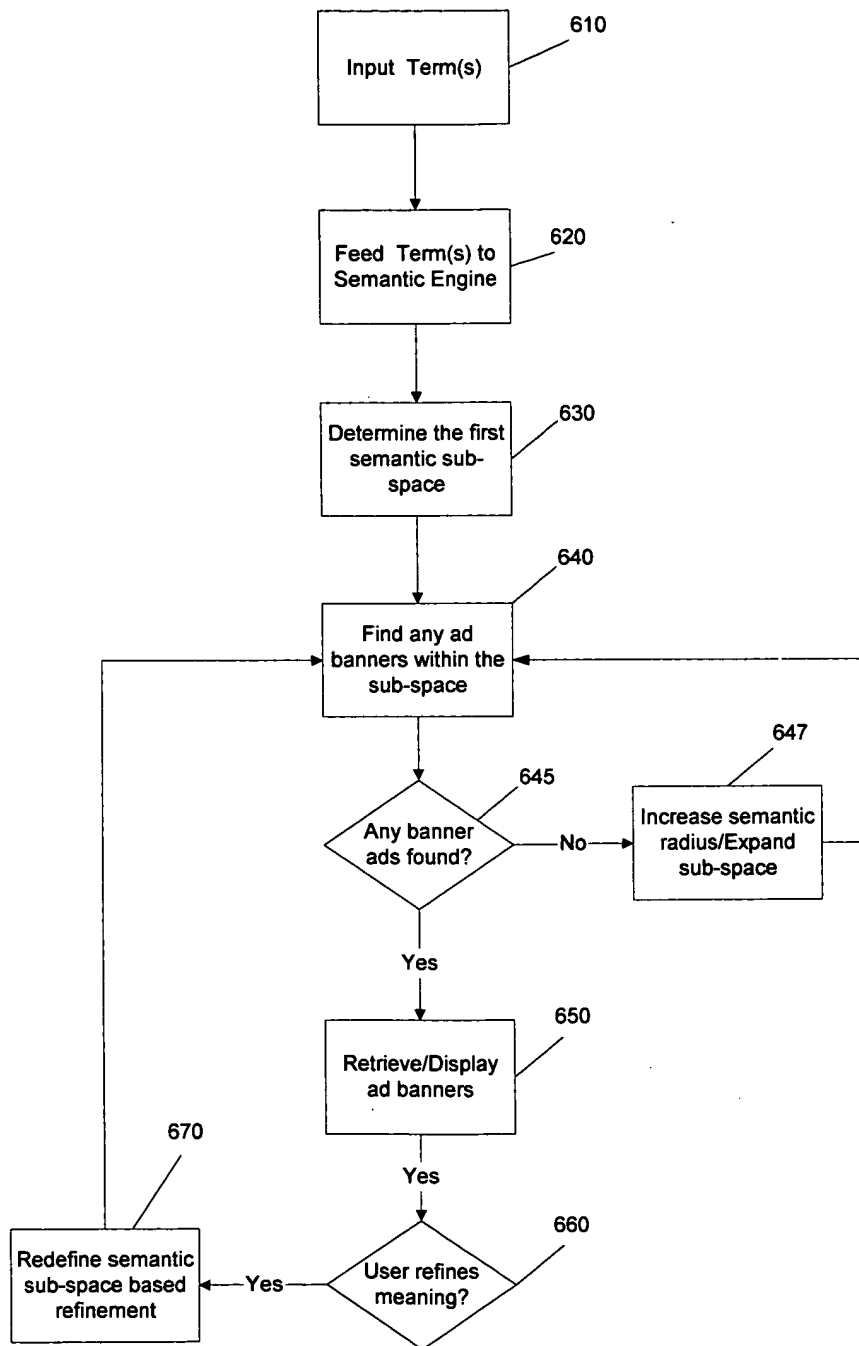 610
Input Term(s)
620
Feed Term(s) to
Semantic Engine
630
Determine the first
semantic sub-
space
640
Find any ad
banners within the
sub-space
645
Any banner
ads found?
No
647
Increase semantic
radius/Expand
sub-space
Yes
650
Retrieve/Display
ad banners
Yes
660
User refines
meaning?
Yes
670
Redefine semantic
sub-space based
refinement